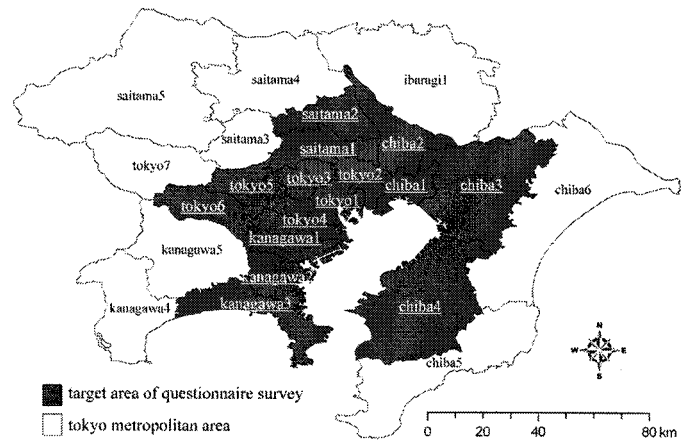 saitama5
saitama4
ibaragi1
saitama2
saitama3
saitama1
chiba2
tokyo7
tokyo5
tokyo3
tokyo2
chiba1
chiba3
chiba6
tokyo6
tokyo1
tokyo4
kanagawa1
kanagawa5
kanagawa2
kanagawa4
kanagawa3
chiba4
chiba5
N
W E
S
target area of questionnaire survey
tokyo metropolitan area
0 20 40 80 km